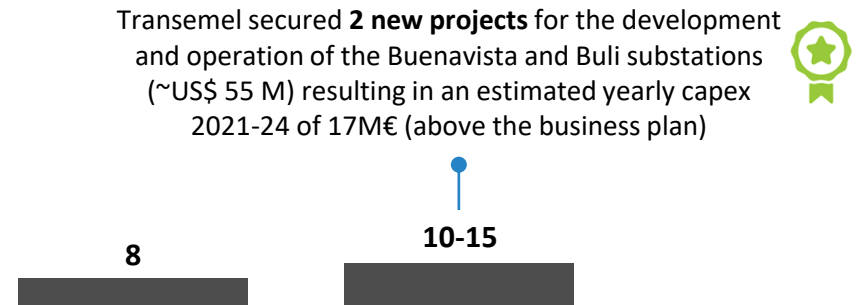 Transemel secured 2 new projects for the development
and operation of the Buenavista and Buli substations
(~US$ 55 M) resulting in an estimated yearly capex
2021-24 of 17M€ (above the business plan)
10-15
8